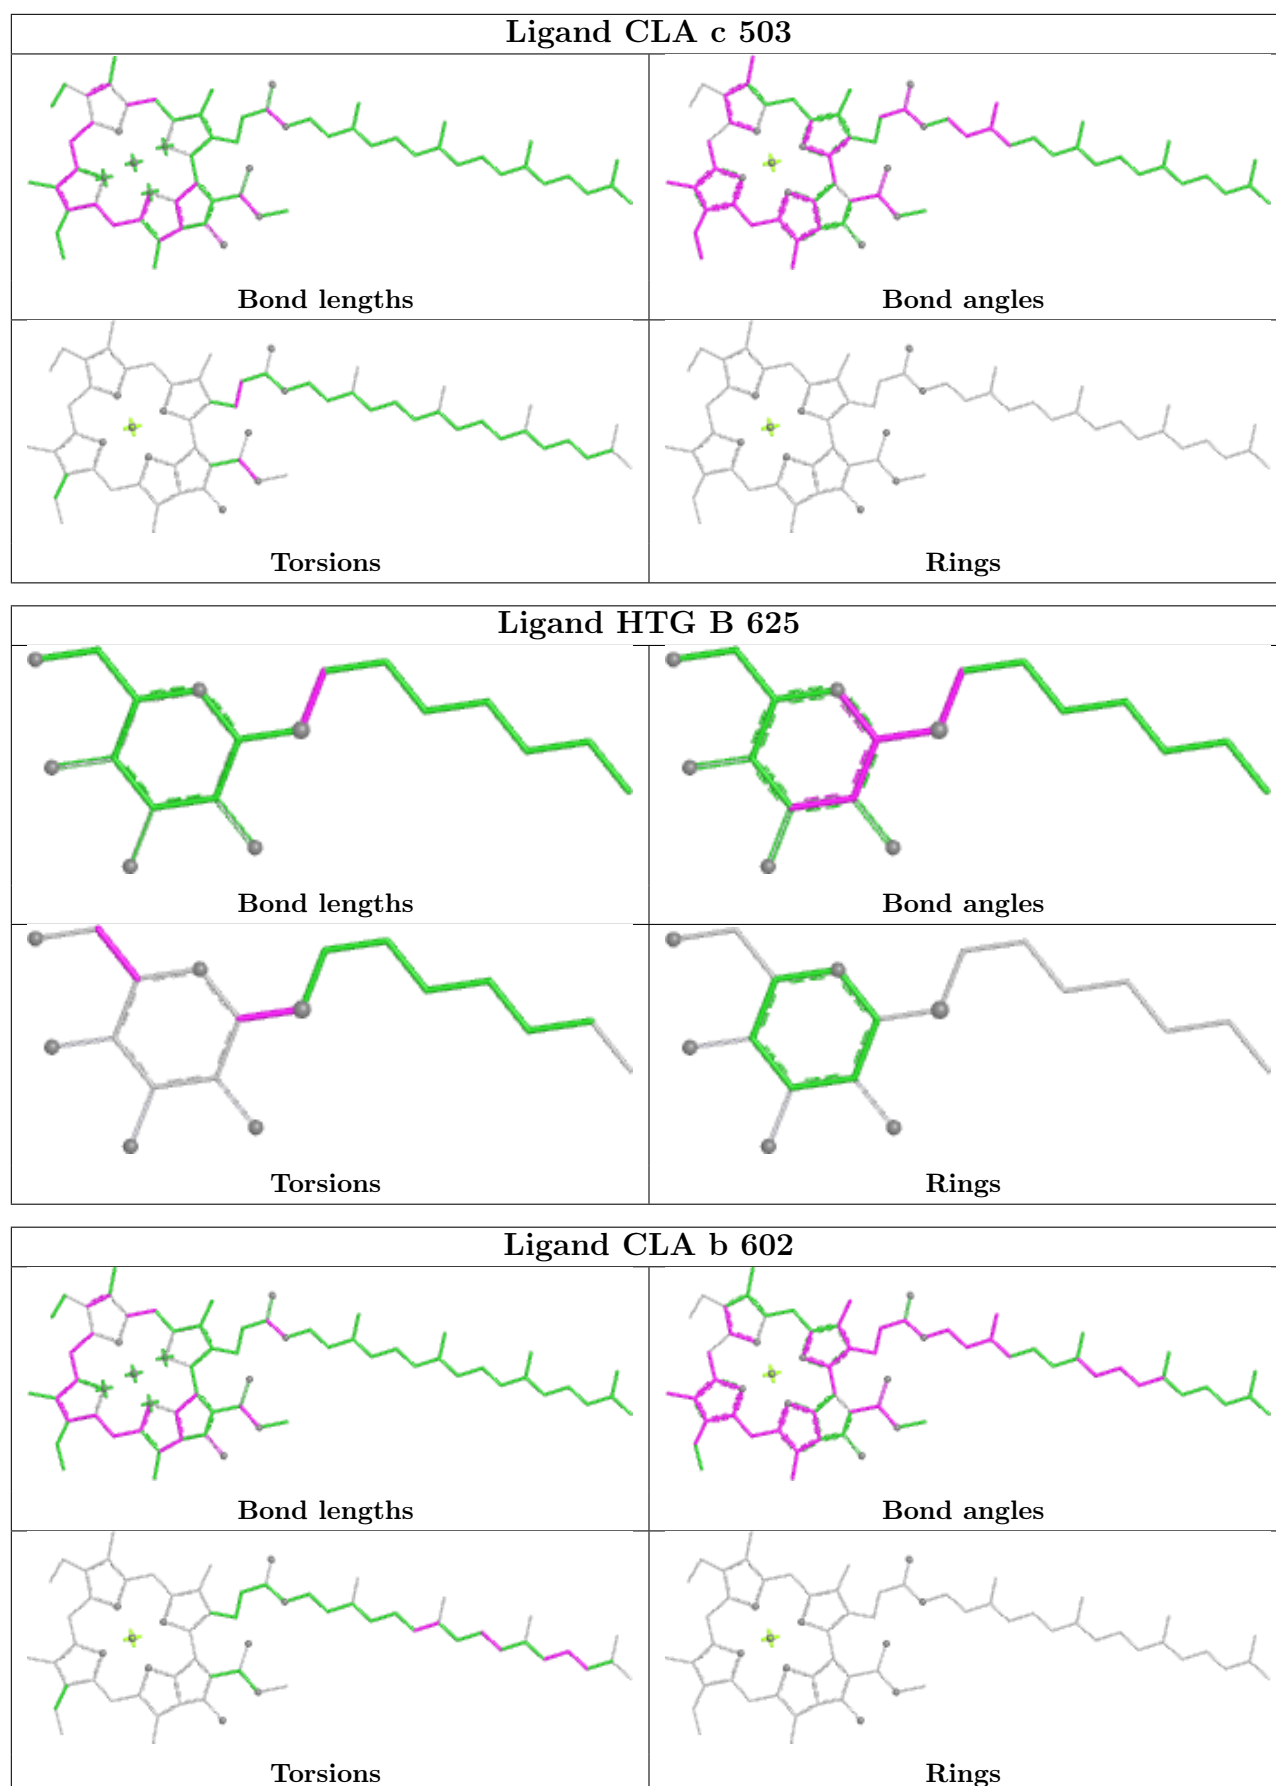 Ligand CLA c 503
Bond lengths
Bond angles
Torsions
Rings
Ligand HTG B 625
Bond lengths
Bond angles
Torsions
Rings
Ligand CLA b 602
Bond lengths
Bond angles
Torsions
Rings